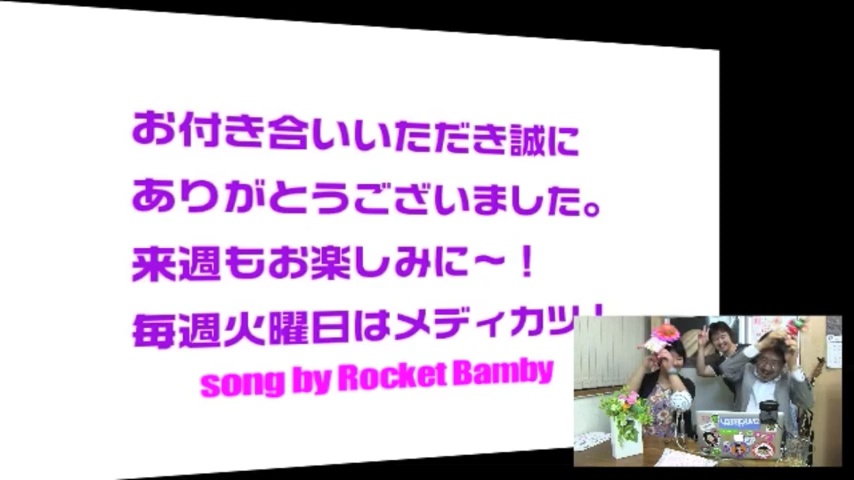 お付き合いいただき誠に
ありがとうございました。
来週もお楽しみに～！
毎週火曜日はメディカツ！
song by Rocket Bamby